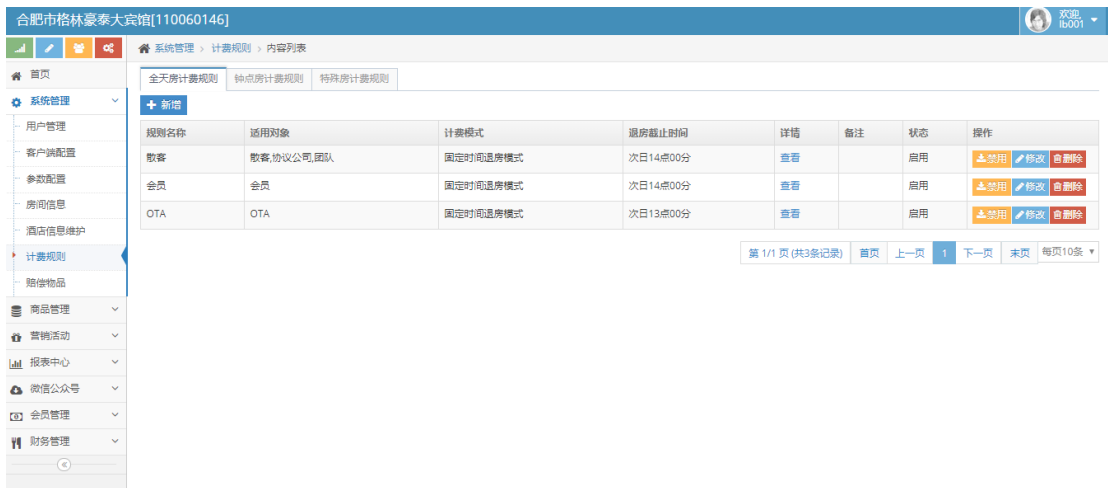 合肥市格林豪泰大宾馆[110060146]
欢迎,
lb001
系统管理 > 计费规则 > 内容列表
首页
系统管理
用户管理
客户端配置
参数配置
房间信息
酒店信息维护
计费规则
赔偿物品
商品管理
营销活动
报表中心
微信公众号
会员管理
财务管理
全天房计费规则 钟点房计费规则 特殊房计费规则
新增
规则名称 适用对象 计费模式 退房截止时间 详情 备注 状态 操作
散客 散客,协议公司,团队 固定时间退房模式 次日14点00分 查看 启用 禁用 修改 删除
会员 会员 固定时间退房模式 次日14点00分 查看 启用 禁用 修改 删除
OTA OTA 固定时间退房模式 次日13点00分 查看 启用 禁用 修改 删除
第 1/1 页 (共3条记录) 首页 上一页 1 下一页 末页 每页10条